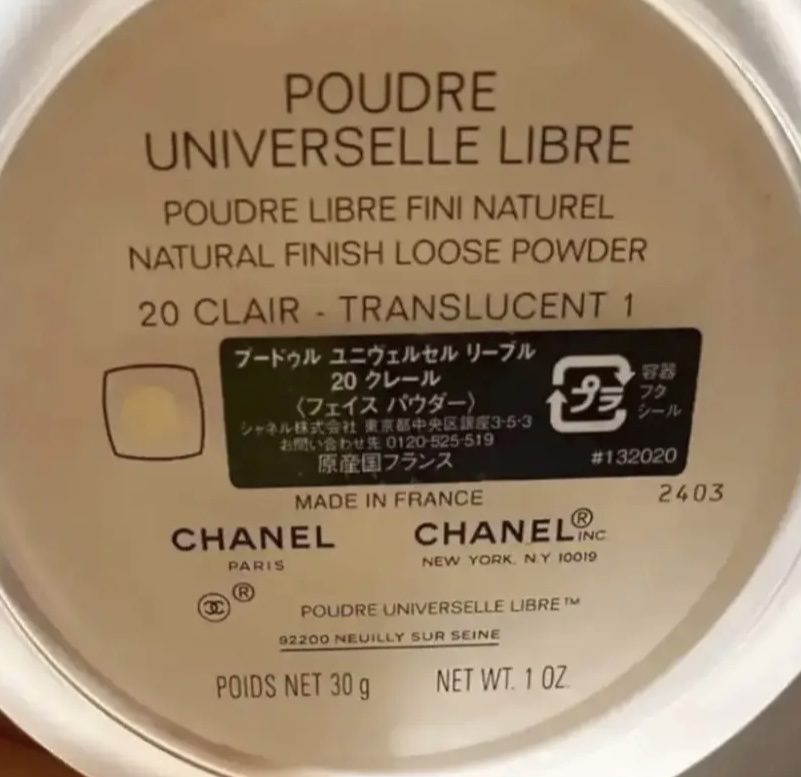 POUDRE
UNIVERSELLE LIBRE
POUDRE LIBRE FINI NATUREL
NATURAL FINISH LOOSE POWDER
20 CLAIR - TRANSLUCENT 1
プードゥル ユニヴェルセル リーブル
20 クレール
〈フェイス パウダー〉
シャネル株式会社 東京都中央区銀座3-5-3
お問い合わせ先 0120-525-519
原産国フランス
プラ
容器
フタ
シール
#132020
MADE IN FRANCE
2403
CHANEL
PARIS
CHANEL® INC
NEW YORK, N Y 10019
®
POUDRE UNIVERSELLE LIBRE™
92200 NEUILLY SUR SEINE
POIDS NET 30 g NET WT. 1 OZ.